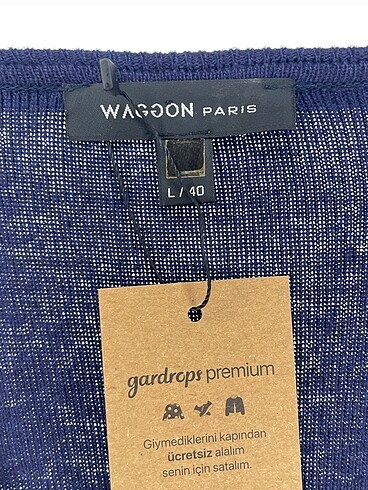 WAGOON PARIS
L / 40
gardrops premium
Giymediklerini kapından
ücretsiz alalım
senin için satalım.